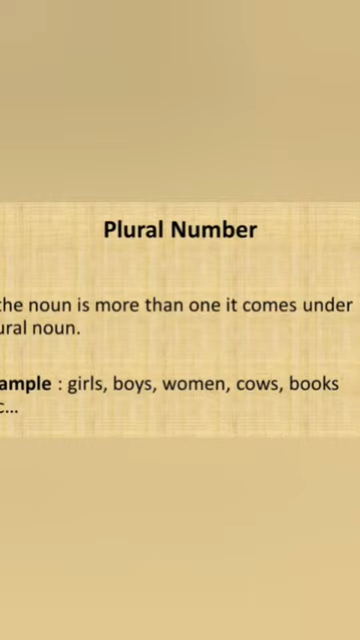 Plural Number
the noun is more than one it comes under
ural noun.
ample : girls, boys, women, cows, books
c...